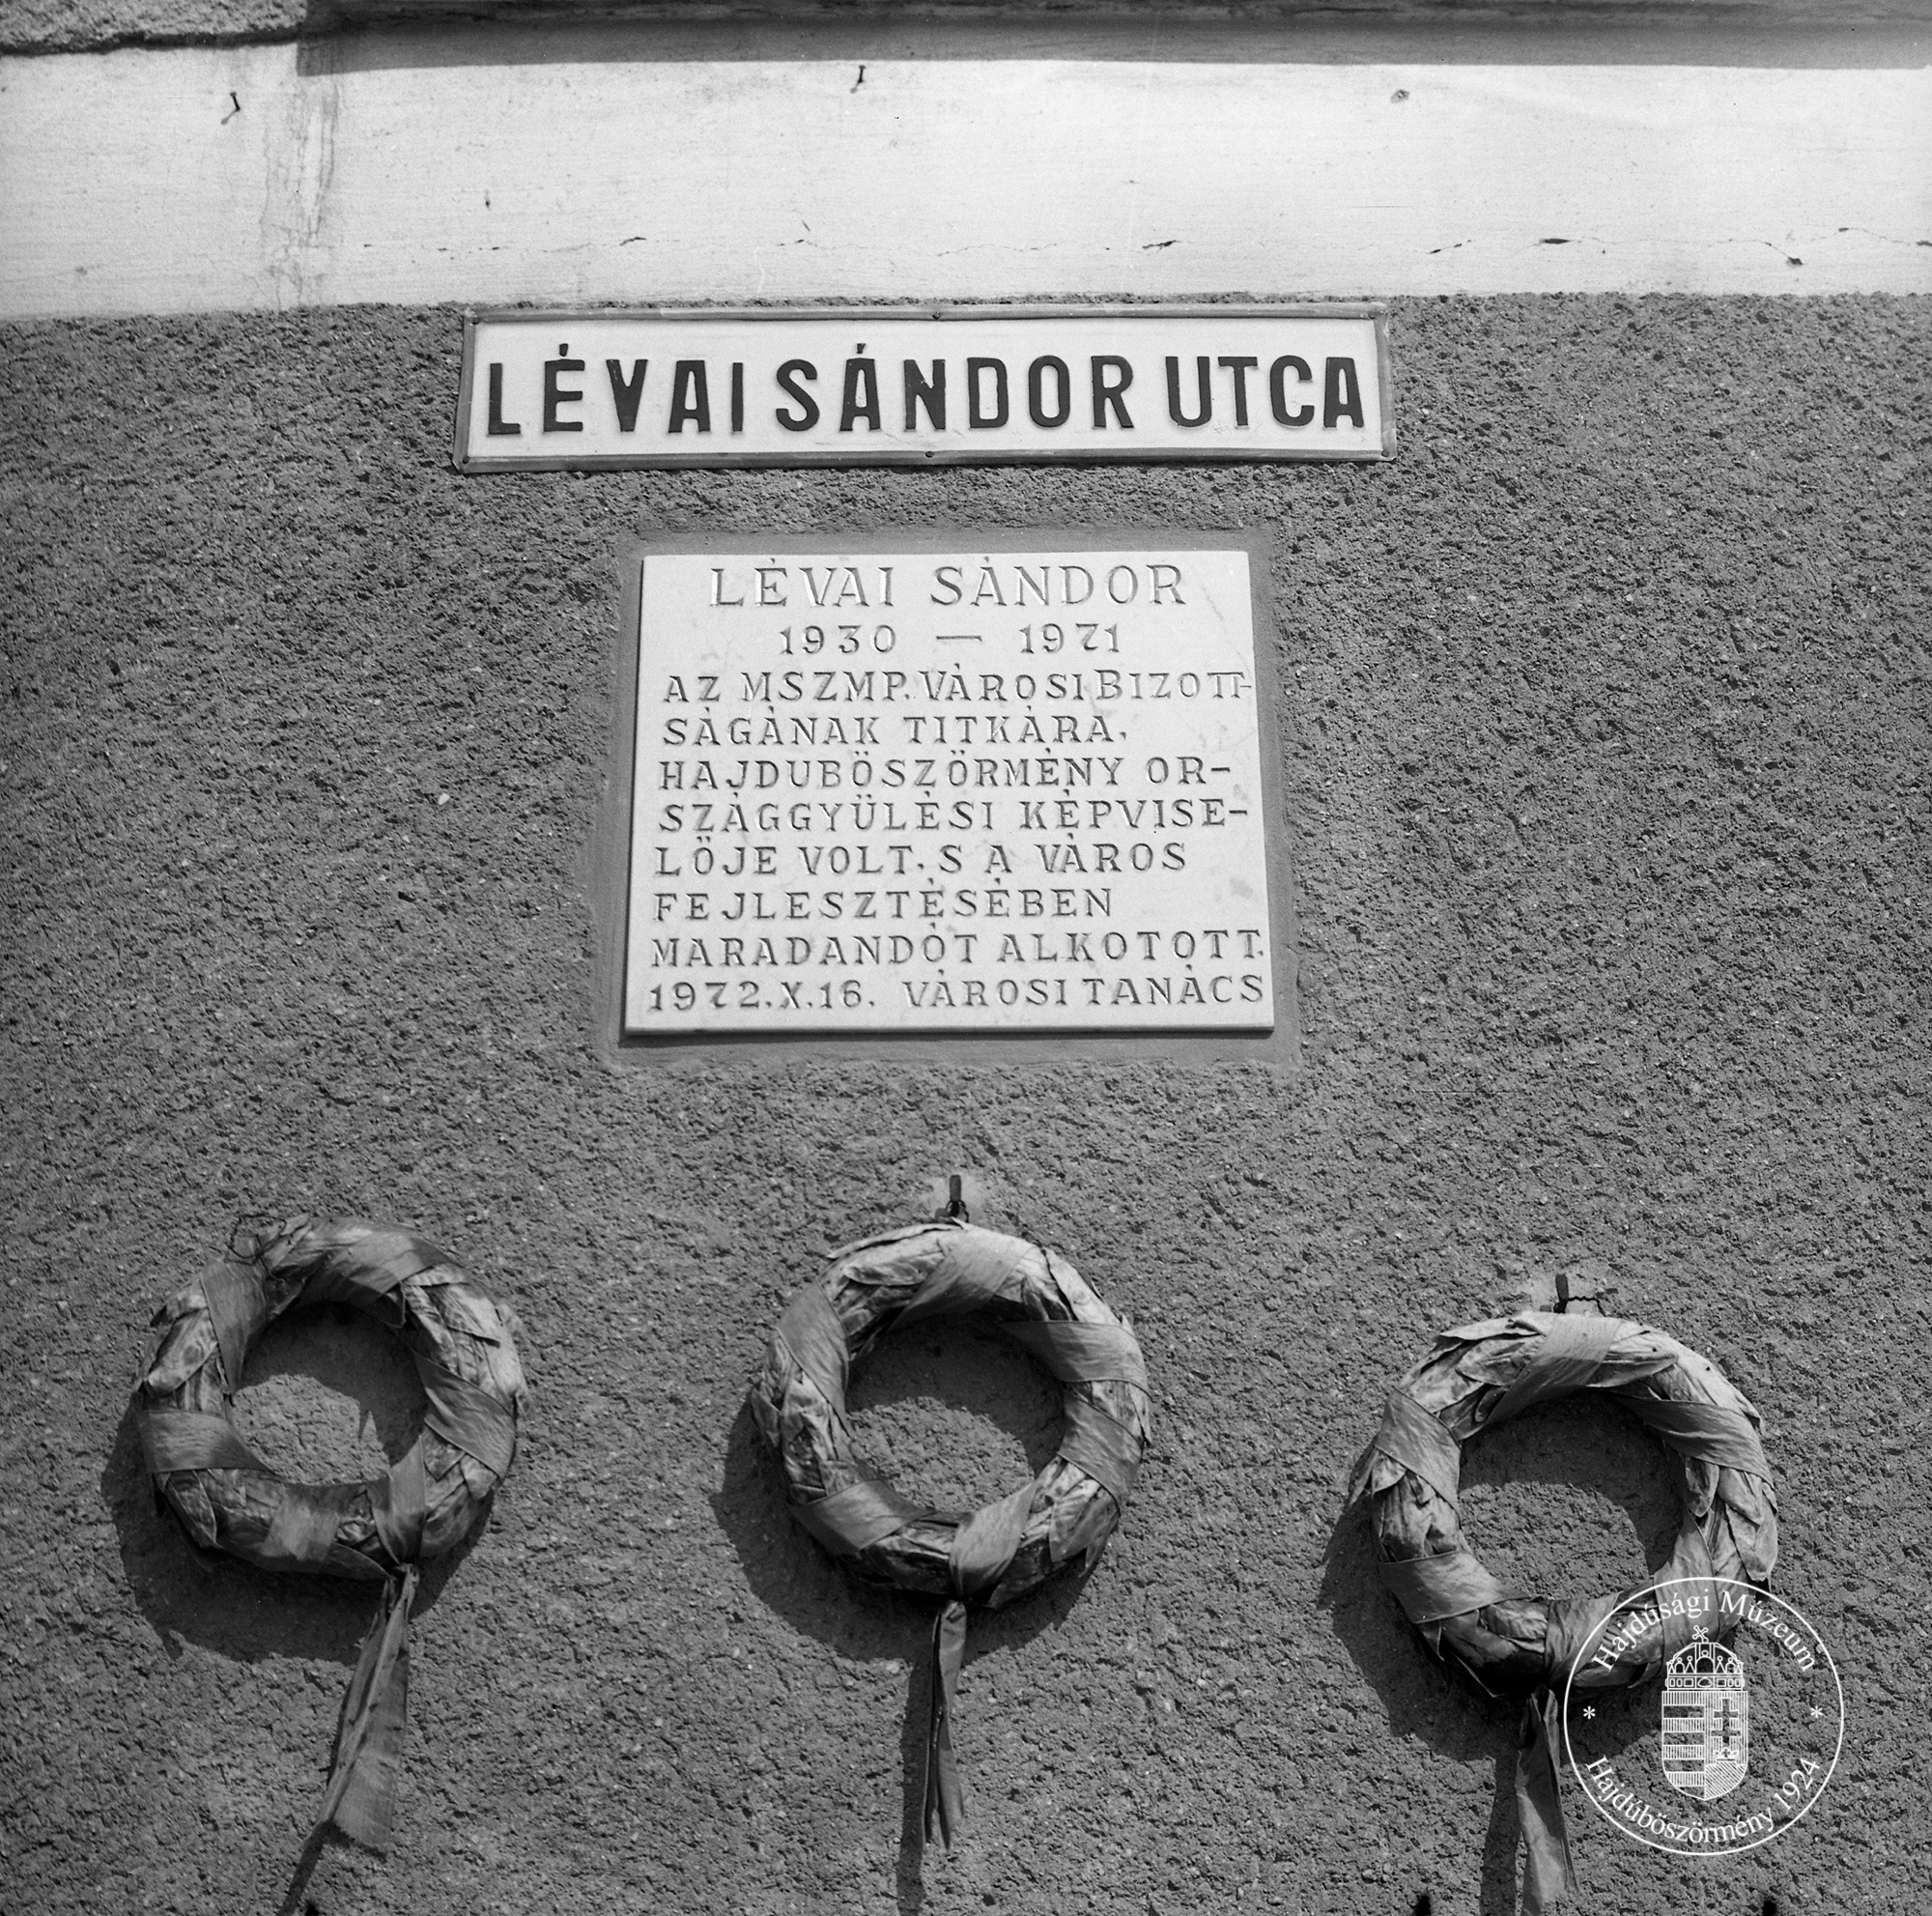 LÉVAI SÁNDOR UTCA
LÉVAI SÁNDOR
1930 — 1971
AZ MSZMP. VÁROSI BIZOTT-
SÁGÁNAK TITKÁRA,
HAJDUBÖSZÖRMÉNY OR-
SZÁGGYÜLÉSI KÉPVISE-
LŐJE VOLT, S A VÁROS
FEJLESZTÉSÉBEN
MARADANDÓT ALKOTOTT.
1972.X.16. VÁROSI TANÁCS
Hajdúsági Múzeum
* *
Hajdúböszörmény 1924